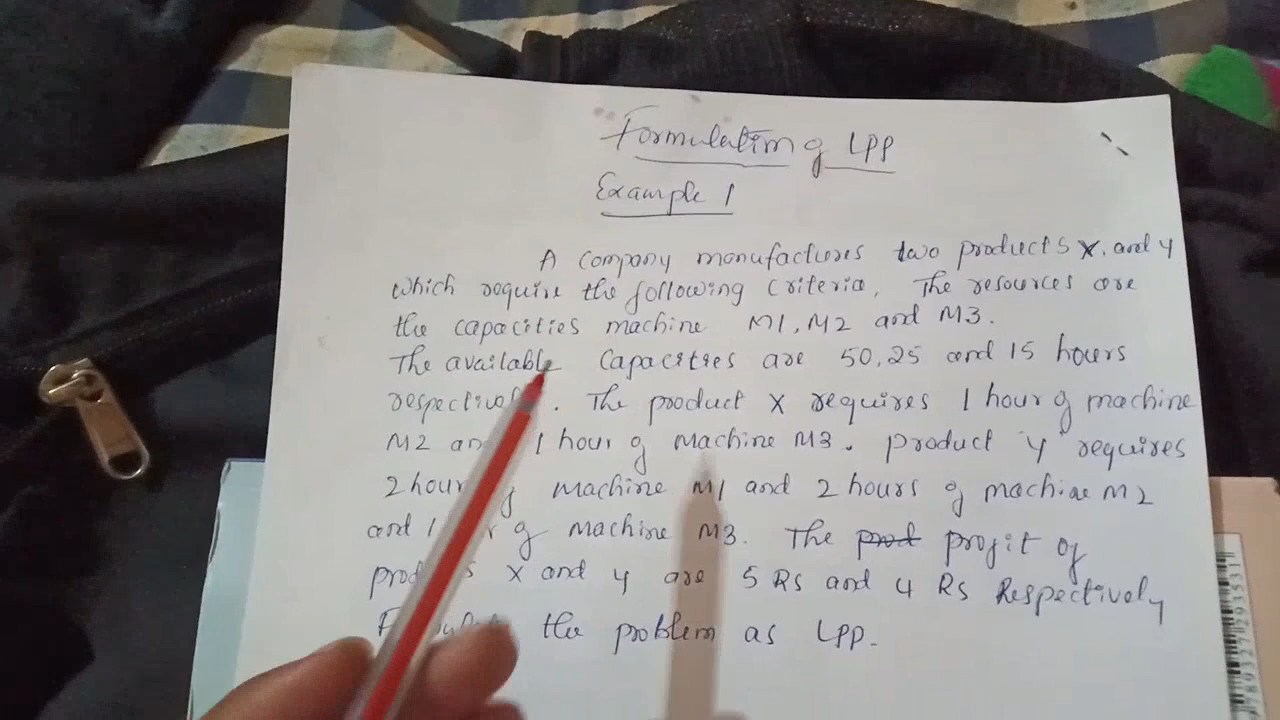 Formulating of LPP
Example 1
A company manufactures two products X, and Y
which require the following criteria. The resources are
the capacities machine M1, M2 and M3.
The available capacities are 50, 25 and 15 hours
. The product X requires 1 hour of machine
M2 1 hour of machine M3. product Y requires
2 machine M1 and 2 hours of machine M2
and 1 of machine M3. The prod profit of
X and Y are 5 Rs and 4 Rs Respectively
the problem as LPP.
789327293531